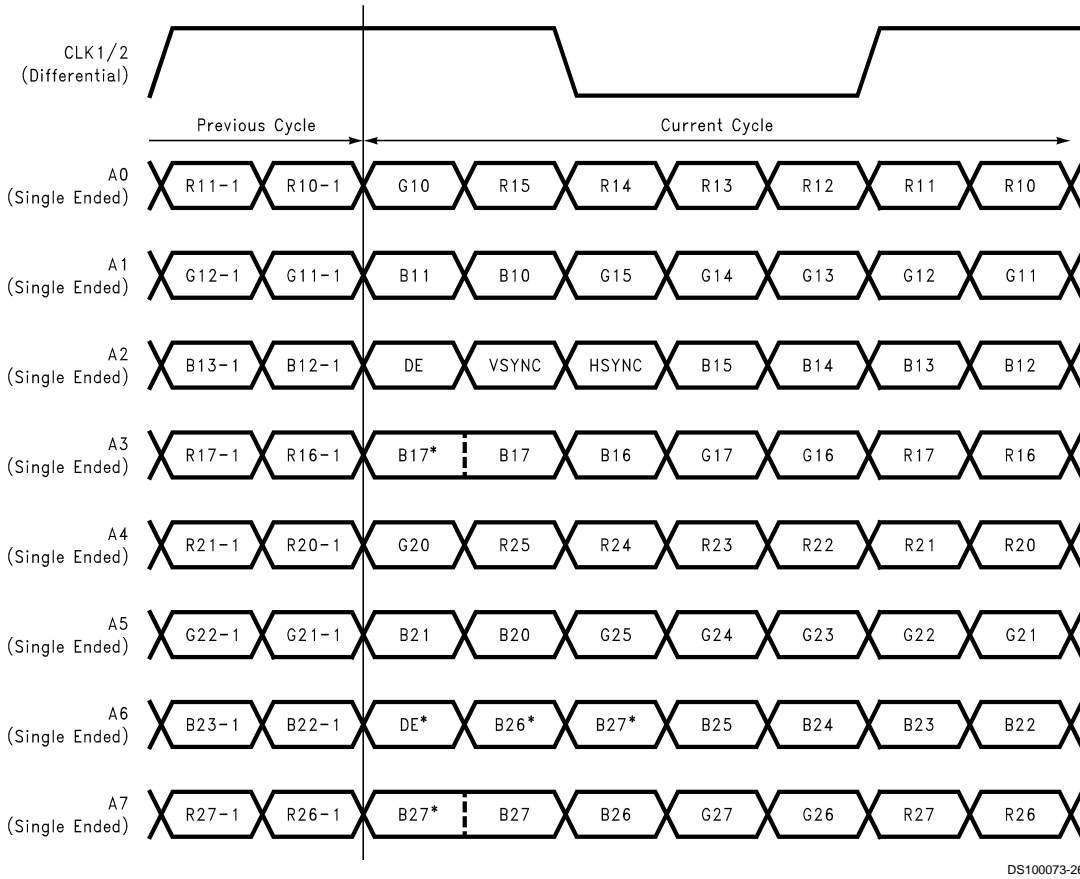 CLK1/2
(Differential)
Previous Cycle Current Cycle
A0
(Single Ended)
R11-1 R10-1 G10 R15 R14 R13 R12 R11 R10
A1
(Single Ended)
G12-1 G11-1 B11 B10 G15 G14 G13 G12 G11
A2
(Single Ended)
B13-1 B12-1 DE VSYNC HSYNC B15 B14 B13 B12
A3
(Single Ended)
R17-1 R16-1 B17* B17 B16 G17 G16 R17 R16
A4
(Single Ended)
R21-1 R20-1 G20 R25 R24 R23 R22 R21 R20
A5
(Single Ended)
G22-1 G21-1 B21 B20 G25 G24 G23 G22 G21
A6
(Single Ended)
B23-1 B22-1 DE* B26* B27* B25 B24 B23 B22
A7
(Single Ended)
R27-1 R26-1 B27* B27 B26 G27 G26 R27 R26
DS100073-26